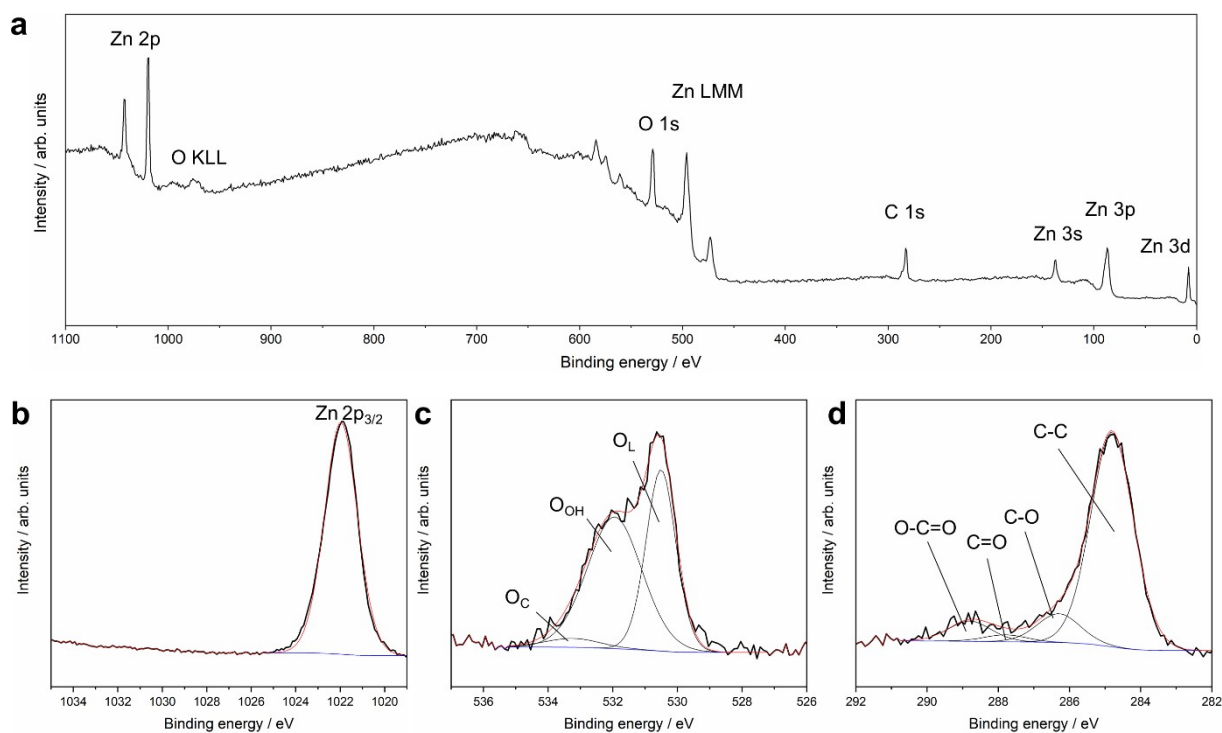 a
Zn 2p
O KLL
Zn LMM
O 1s
C 1s
Zn 3s
Zn 3p
Zn 3d
Intensity / arb. units
1100 1000 900 800 700 600 500 400 300 200 100 0
Binding energy / eV
b
Zn 2p3/2
Intensity / arb. units
1034 1032 1030 1028 1026 1024 1022 1020
Binding energy / eV
c
OL
OOH
OC
Intensity / arb. units
536 534 532 530 528 526
Binding energy / eV
d
C-C
C-O
C=O
O-C=O
Intensity / arb. units
292 290 288 286 284 282
Binding energy / eV